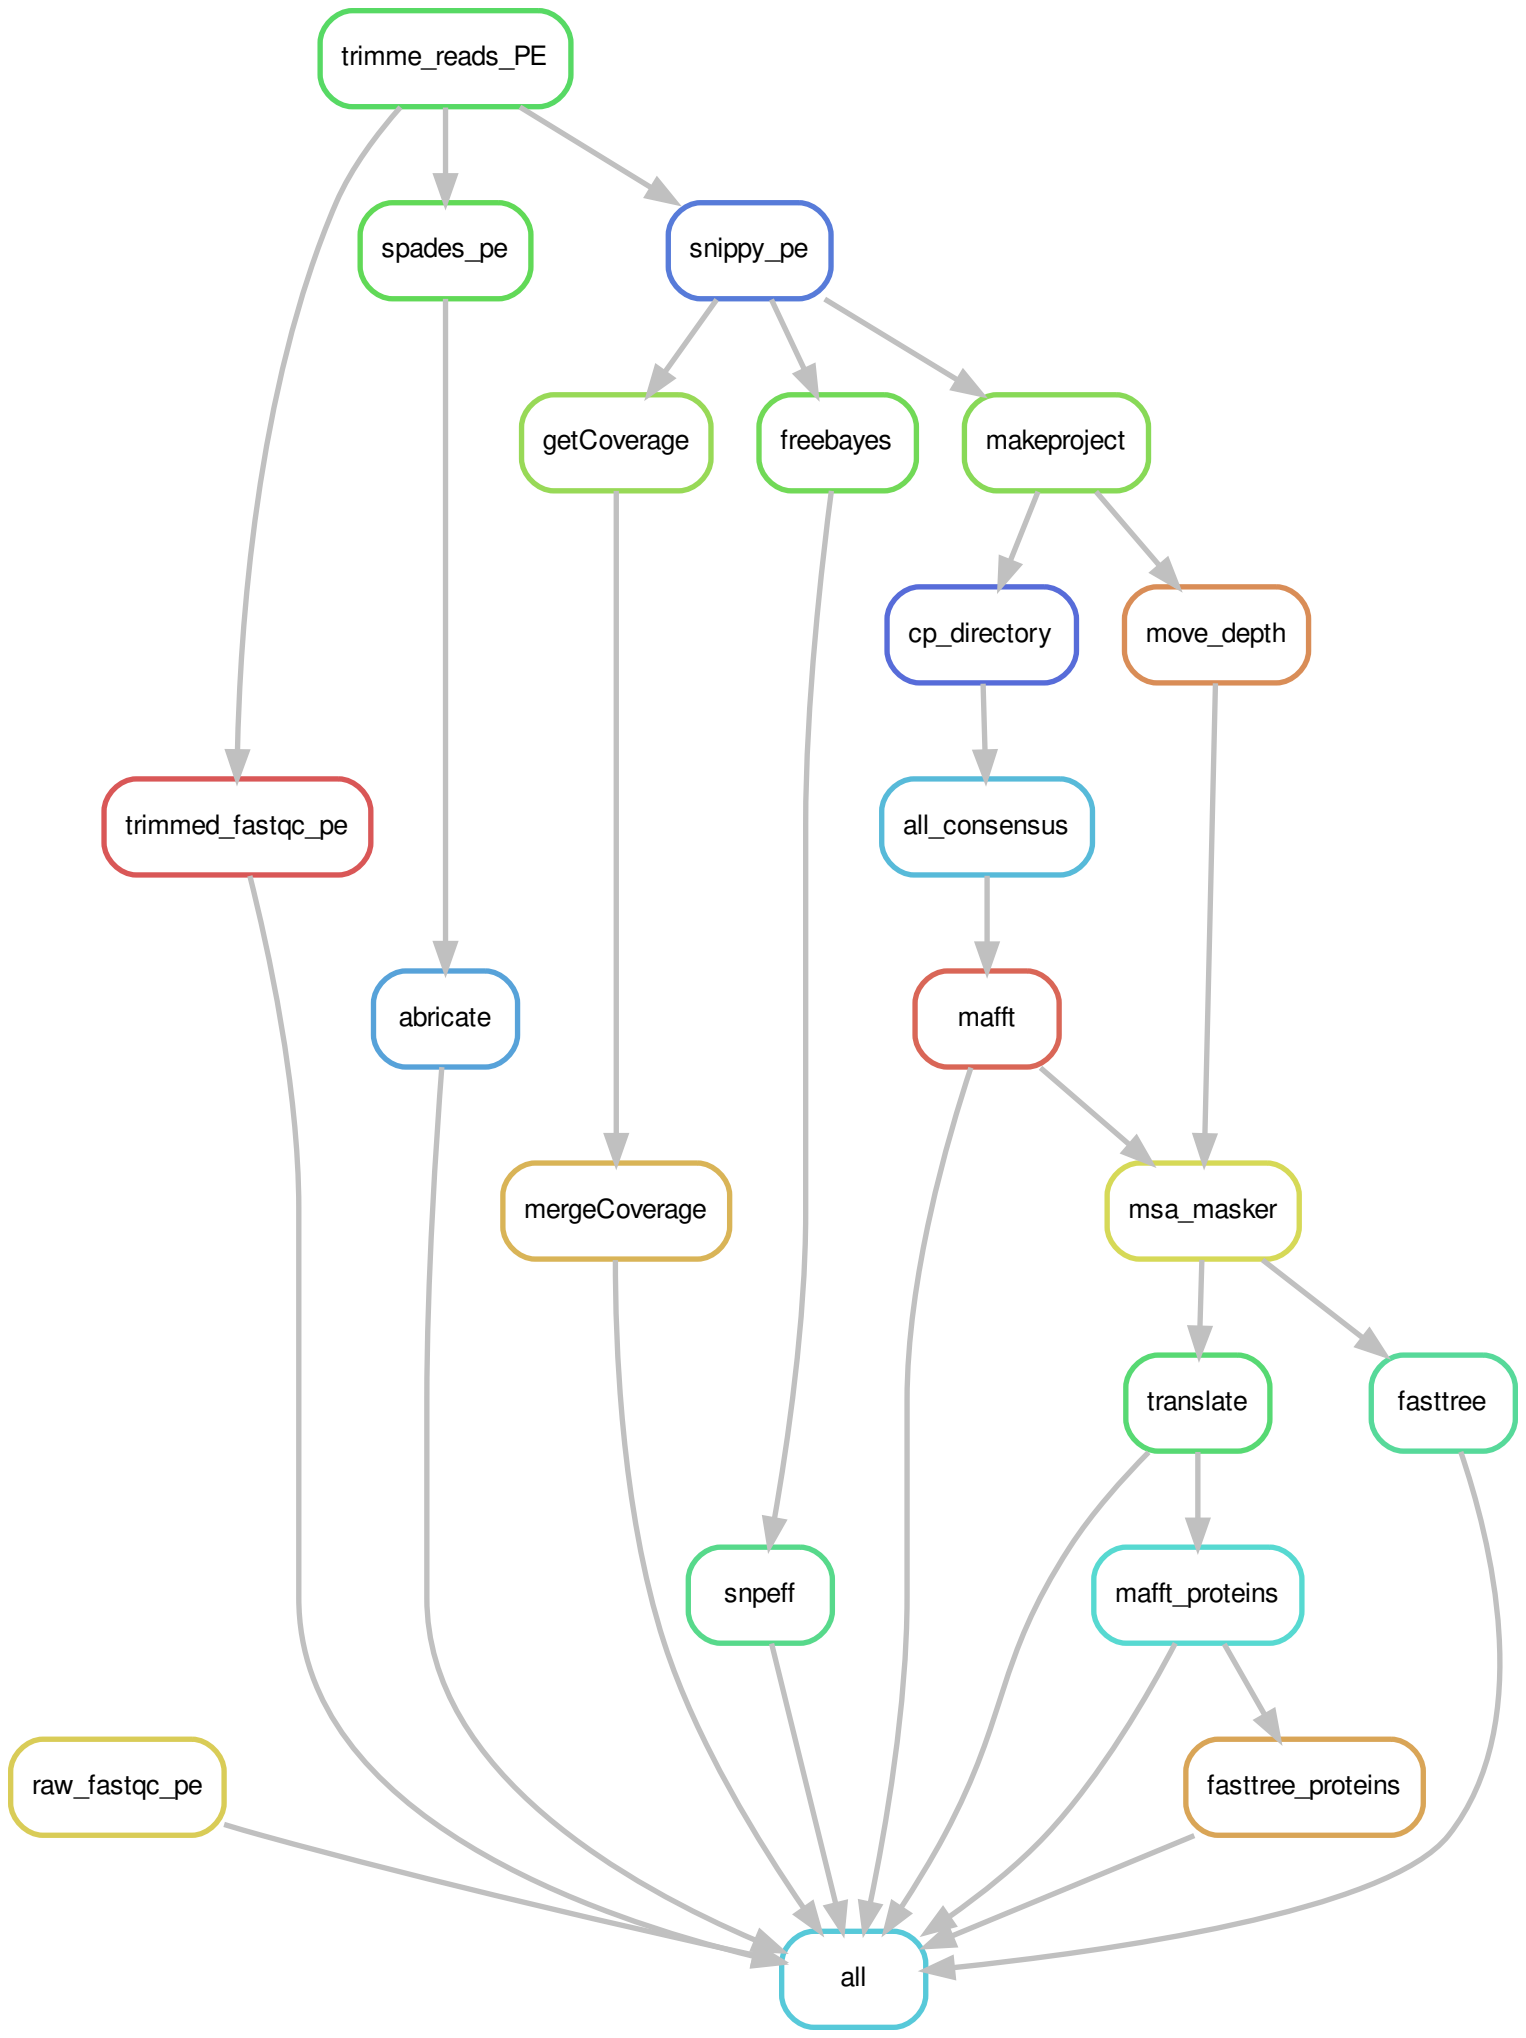 trimme_reads_PE
spades_pe
snippy_pe
getCoverage
freebayes
makeproject
cp_directory
move_depth
trimmed_fastqc_pe
all_consensus
abricate
mafft
mergeCoverage
msa_masker
translate
fasttree
snpeff
mafft_proteins
raw_fastqc_pe
fasttree_proteins
all